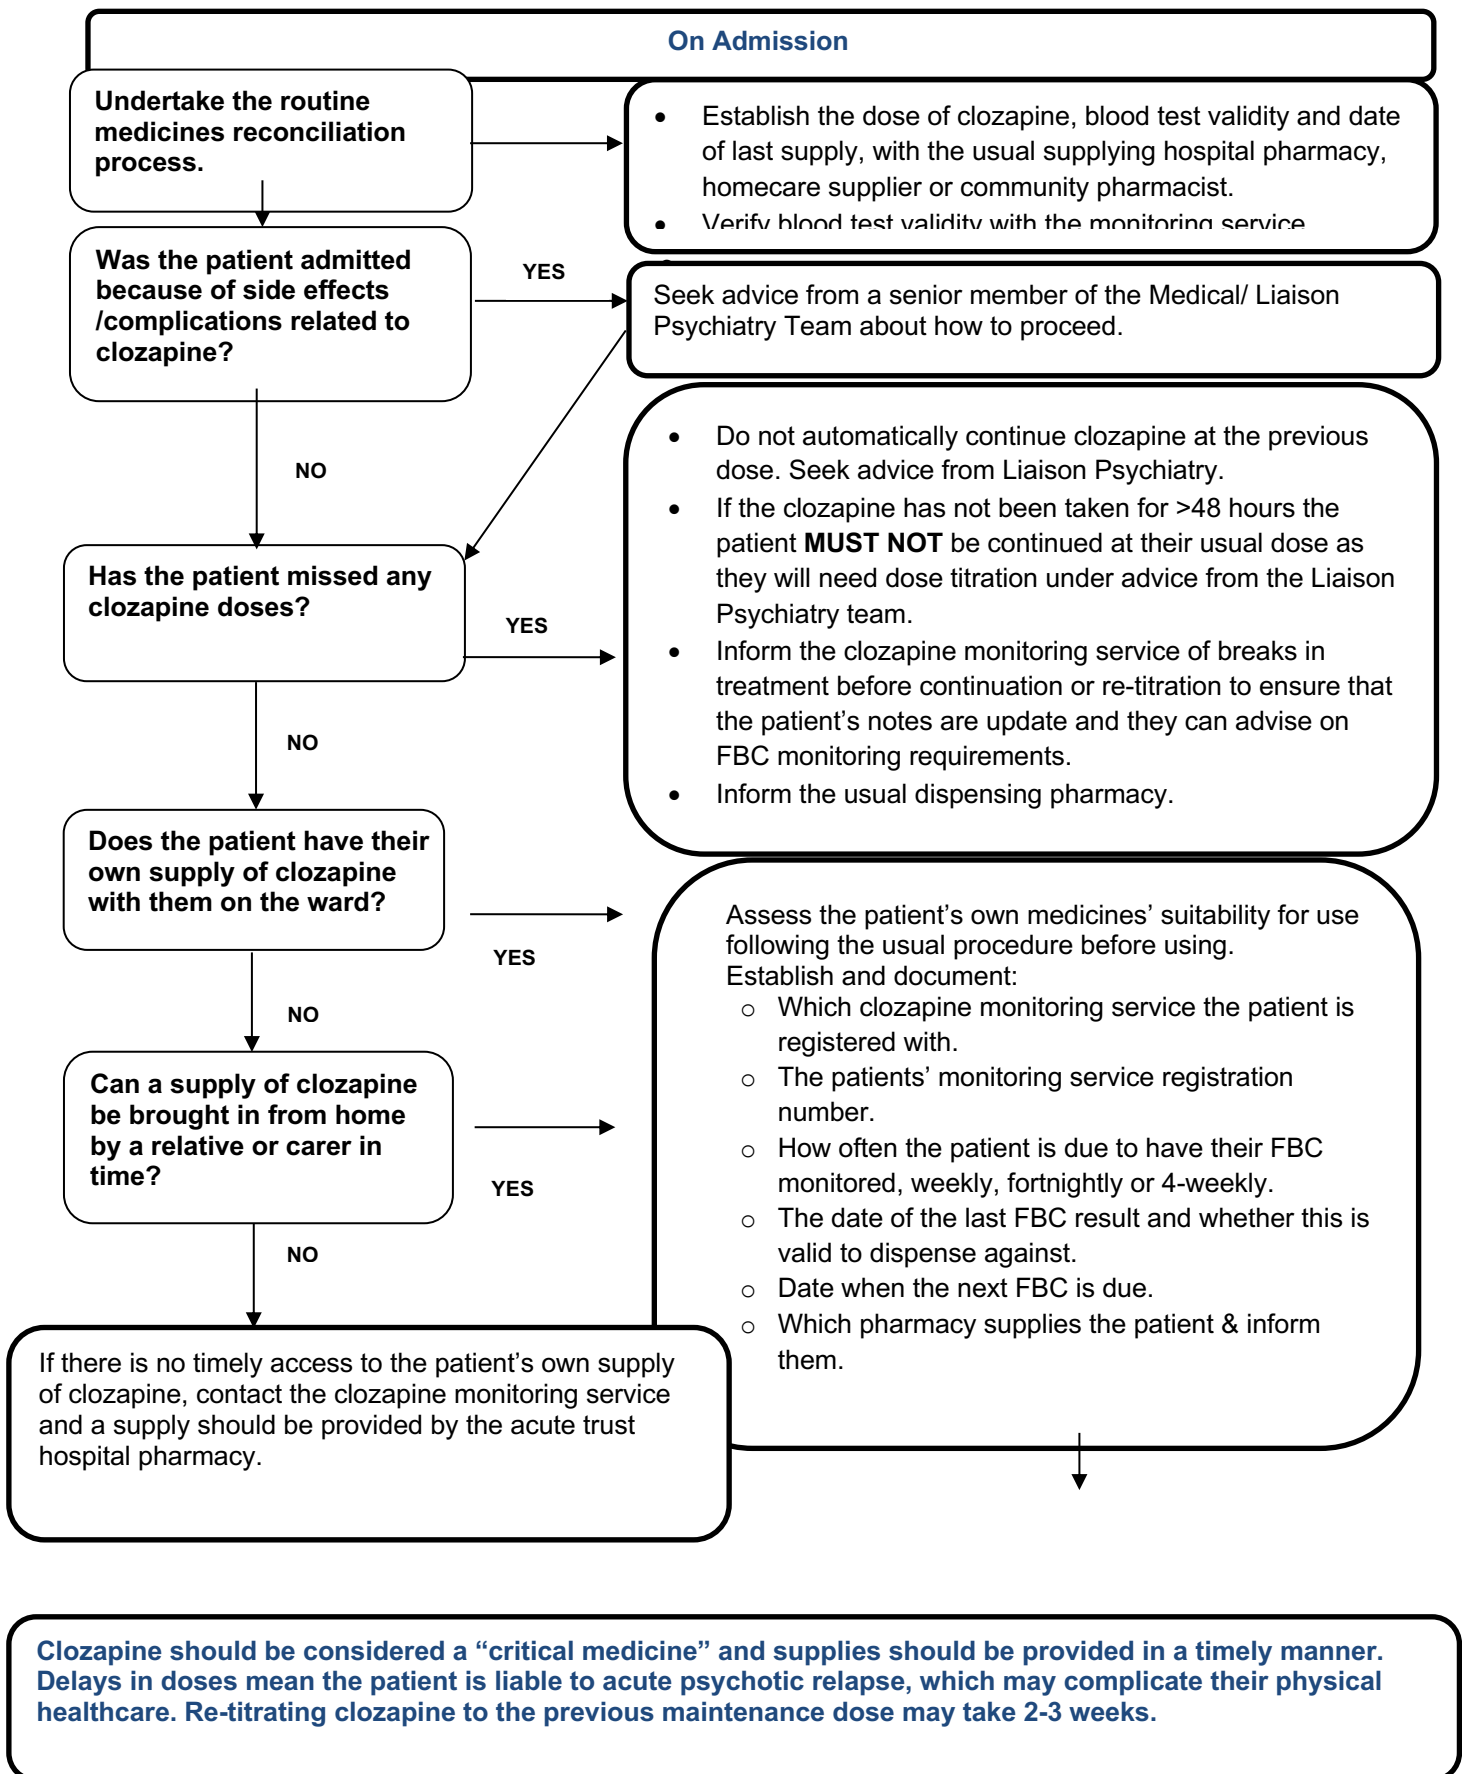 On Admission
Undertake the routine
medicines reconciliation
process.
• Establish the dose of clozapine, blood test validity and date
of last supply, with the usual supplying hospital pharmacy,
homecare supplier or community pharmacist.
• Verify blood test validity with the monitoring service
Was the patient admitted
because of side effects
/complications related to
clozapine?
YES
Seek advice from a senior member of the Medical/ Liaison
Psychiatry Team about how to proceed.
NO
Has the patient missed any
clozapine doses?
YES
• Do not automatically continue clozapine at the previous
dose. Seek advice from Liaison Psychiatry.
• If the clozapine has not been taken for >48 hours the
patient MUST NOT be continued at their usual dose as
they will need dose titration under advice from the Liaison
Psychiatry team.
• Inform the clozapine monitoring service of breaks in
treatment before continuation or re-titration to ensure that
the patient’s notes are update and they can advise on
FBC monitoring requirements.
• Inform the usual dispensing pharmacy.
NO
Does the patient have their
own supply of clozapine
with them on the ward?
YES
Assess the patient’s own medicines’ suitability for use
following the usual procedure before using.
Establish and document:
o Which clozapine monitoring service the patient is
registered with.
o The patients’ monitoring service registration
number.
o How often the patient is due to have their FBC
monitored, weekly, fortnightly or 4-weekly.
o The date of the last FBC result and whether this is
valid to dispense against.
o Date when the next FBC is due.
o Which pharmacy supplies the patient & inform
them.
NO
Can a supply of clozapine
be brought in from home
by a relative or carer in
time?
YES
NO
If there is no timely access to the patient’s own supply
of clozapine, contact the clozapine monitoring service
and a supply should be provided by the acute trust
hospital pharmacy.
Clozapine should be considered a “critical medicine” and supplies should be provided in a timely manner.
Delays in doses mean the patient is liable to acute psychotic relapse, which may complicate their physical
healthcare. Re-titrating clozapine to the previous maintenance dose may take 2-3 weeks.